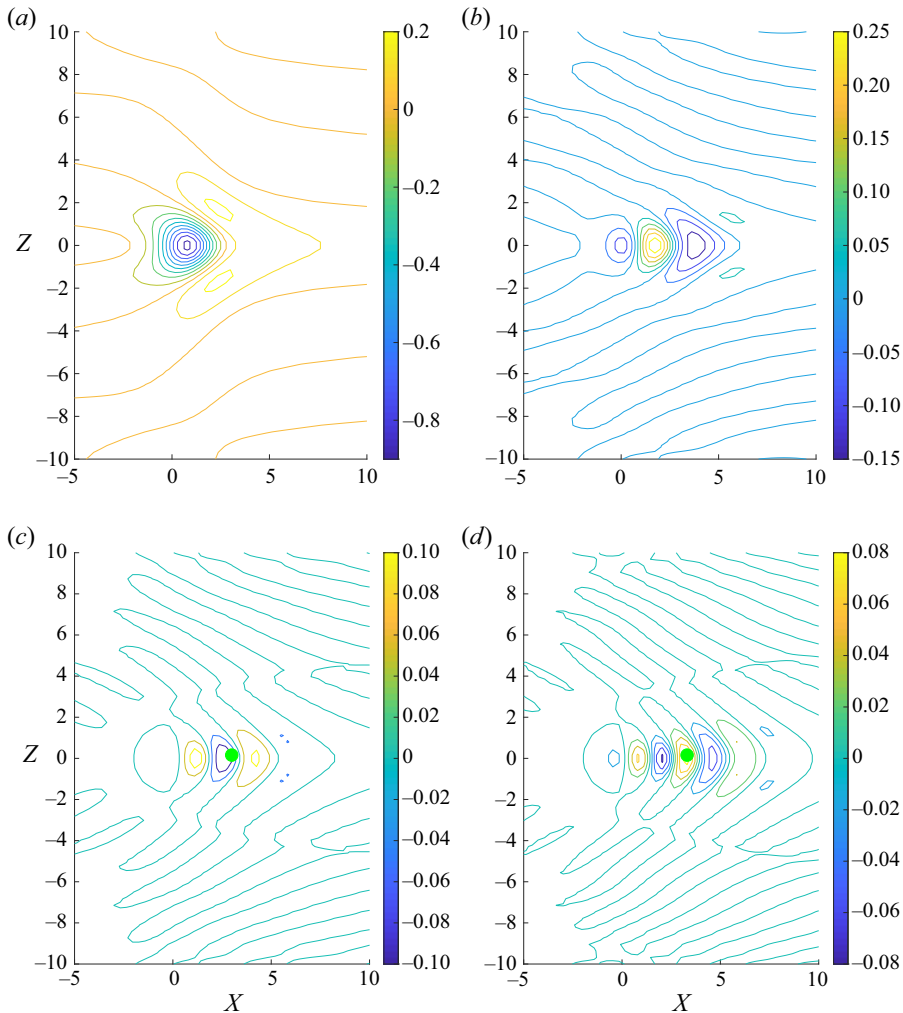 (a) (b)
10 0.2 10 0.25
8 8 0.20
6 0 6
4 4 0.15
2 –0.2 2 0.10
Z 0 0 0.05
–2 –0.4 –2
–4 –4 0
–6 –0.6 –6 –0.05
–8 –0.8 –8 –0.10
–10 –10 –0.15
–5 0 5 10 –5 0 5 10
(c) (d)
10 0.10 10 0.08
8 0.08 8 0.06
6 0.06 6
4 0.04 4 0.04
2 0.02 2 0.02
Z 0 0 0 0
–2 –0.02 –2 –0.02
–4 –0.04 –4
–6 –0.06 –6 –0.04
–8 –0.08 –8 –0.06
–10 –0.10 –10 –0.08
–5 0 5 10 –5 0 5 10
X X